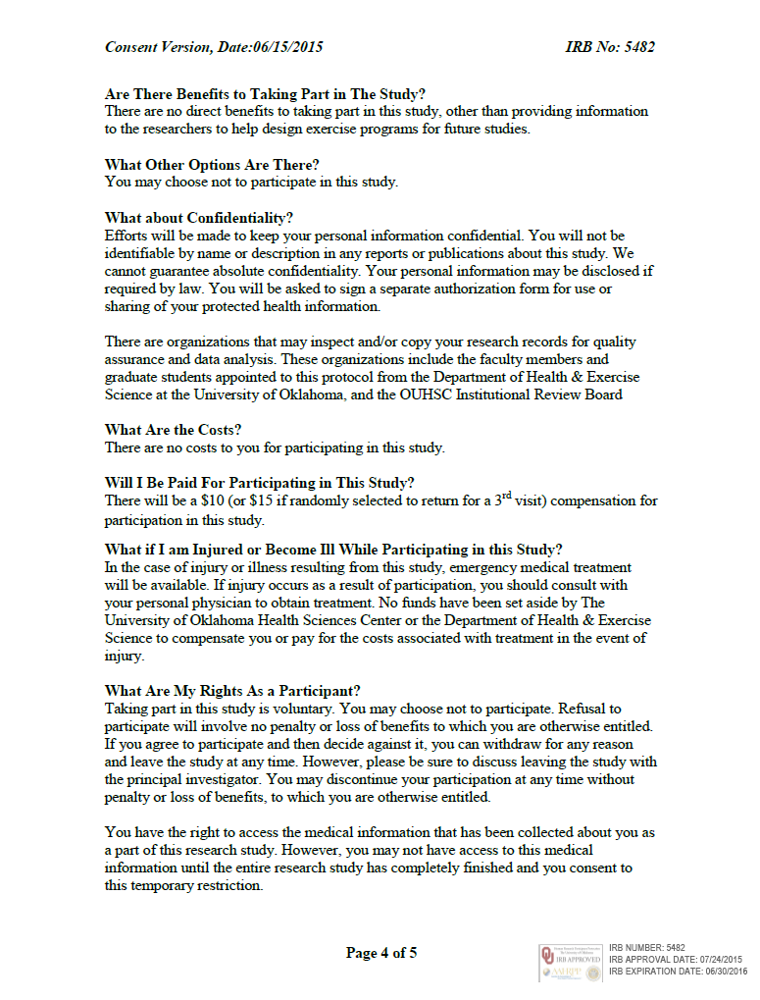 Consent Version, Date:06/15/2015 IRB No: 5482
Are There Benefits to Taking Part in The Study?
There are no direct benefits to taking part in this study, other than providing information
to the researchers to help design exercise programs for future studies.
What Other Options Are There?
You may choose not to participate in this study.
What about Confidentiality?
Efforts will be made to keep your personal information confidential. You will not be
identifiable by name or description in any reports or publications about this study. We
cannot guarantee absolute confidentiality. Your personal information may be disclosed if
required by law. You will be asked to sign a separate authorization form for use or
sharing of your protected health information.
There are organizations that may inspect and/or copy your research records for quality
assurance and data analysis. These organizations include the faculty members and
graduate students appointed to this protocol from the Department of Health & Exercise
Science at the University of Oklahoma, and the OUHSC Institutional Review Board
What Are the Costs?
There are no costs to you for participating in this study.
Will I Be Paid For Participating in This Study?
There will be a $10 (or $15 if randomly selected to return for a 3rd visit) compensation for
participation in this study.
What if I am Injured or Become Ill While Participating in this Study?
In the case of injury or illness resulting from this study, emergency medical treatment
will be available. If injury occurs as a result of participation, you should consult with
your personal physician to obtain treatment. No funds have been set aside by The
University of Oklahoma Health Sciences Center or the Department of Health & Exercise
Science to compensate you or pay for the costs associated with treatment in the event of
injury.
What Are My Rights As a Participant?
Taking part in this study is voluntary. You may choose not to participate. Refusal to
participate will involve no penalty or loss of benefits to which you are otherwise entitled.
If you agree to participate and then decide against it, you can withdraw for any reason
and leave the study at any time. However, please be sure to discuss leaving the study with
the principal investigator. You may discontinue your participation at any time without
penalty or loss of benefits, to which you are otherwise entitled.
You have the right to access the medical information that has been collected about you as
a part of this research study. However, you may not have access to this medical
information until the entire research study has completely finished and you consent to
this temporary restriction.
Page 4 of 5
IRB APPROVED
IRB NUMBER: 5482
IRB APPROVAL DATE: 07/24/2015
IRB EXPIRATION DATE: 06/30/2016